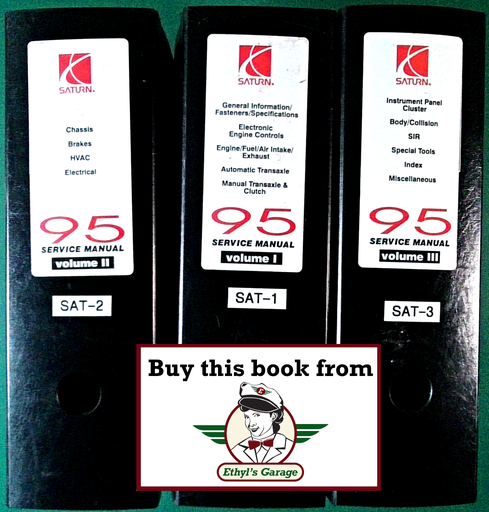 SATURN.
Chassis
Brakes
HVAC
Electrical
95
SERVICE MANUAL
volume II
SAT-2
SATURN.
General Information/
Fasteners/Specifications
Electronic
Engine Controls
Engine/Fuel/Air Intake/
Exhaust
Automatic Transaxle
Manual Transaxle &
Clutch
95
SERVICE MANUAL
volume I
SAT-1
SATURN.
Instrument Panel
Cluster
Body/Collision
SIR
Special Tools
Index
Miscellaneous
95
SERVICE MANUAL
volume III
SAT-3
Buy this book from
E
Ethyl's Garage